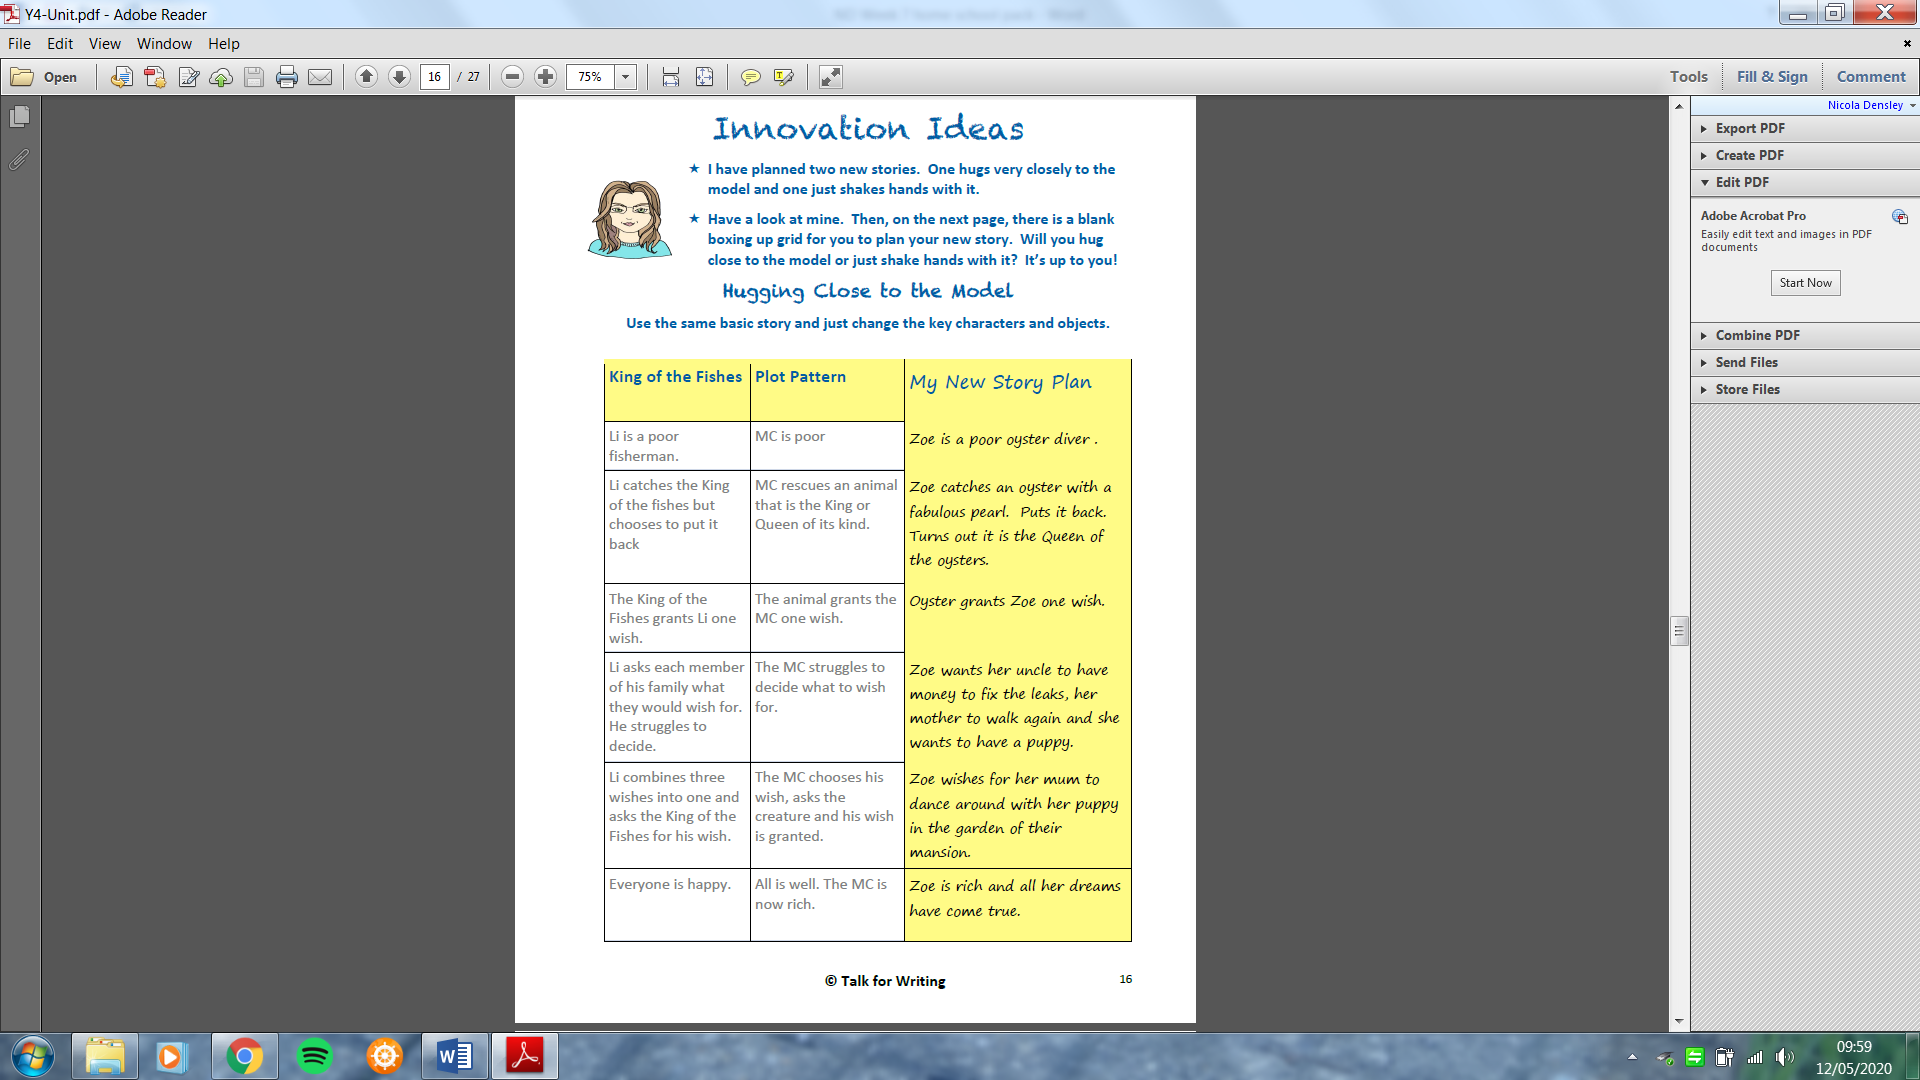 Y4-Unit.pdf - Adobe Reader
File Edit View Window Help
Open 16 / 27 75% Tools Fill & Sign Comment
Nicola Densley
Export PDF
Create PDF
Edit PDF
Adobe Acrobat Pro
Easily edit text and images in PDF
documents
Start Now
Combine PDF
Send Files
Store Files
Innovation Ideas
★ I have planned two new stories. One hugs very closely to the
model and one just shakes hands with it.
★ Have a look at mine. Then, on the next page, there is a blank
boxing up grid for you to plan your new story. Will you hug
close to the model or just shake hands with it? It's up to you!
Hugging Close to the Model
Use the same basic story and just change the key characters and objects.
King of the Fishes
Plot Pattern
My New Story Plan
Li is a poor
fisherman.
MC is poor
Zoe is a poor oyster diver .
Li catches the King
of the fishes but
chooses to put it
back
MC rescues an animal
that is the King or
Queen of its kind.
Zoe catches an oyster with a
fabulous pearl. Puts it back.
Turns out it is the Queen of
the oysters.
The King of the
Fishes grants Li one
wish.
The animal grants the
MC one wish.
Oyster grants Zoe one wish.
Li asks each member
of his family what
they would wish for.
He struggles to
decide.
The MC struggles to
decide what to wish
for.
Zoe wants her uncle to have
money to fix the leaks, her
mother to walk again and she
wants to have a puppy.
Li combines three
wishes into one and
asks the King of the
Fishes for his wish.
The MC chooses his
wish, asks the
creature and his wish
is granted.
Zoe wishes for her mum to
dance around with her puppy
in the garden of their
mansion.
Everyone is happy.
All is well. The MC is
now rich.
Zoe is rich and all her dreams
have come true.
© Talk for Writing
16
09:59
12/05/2020